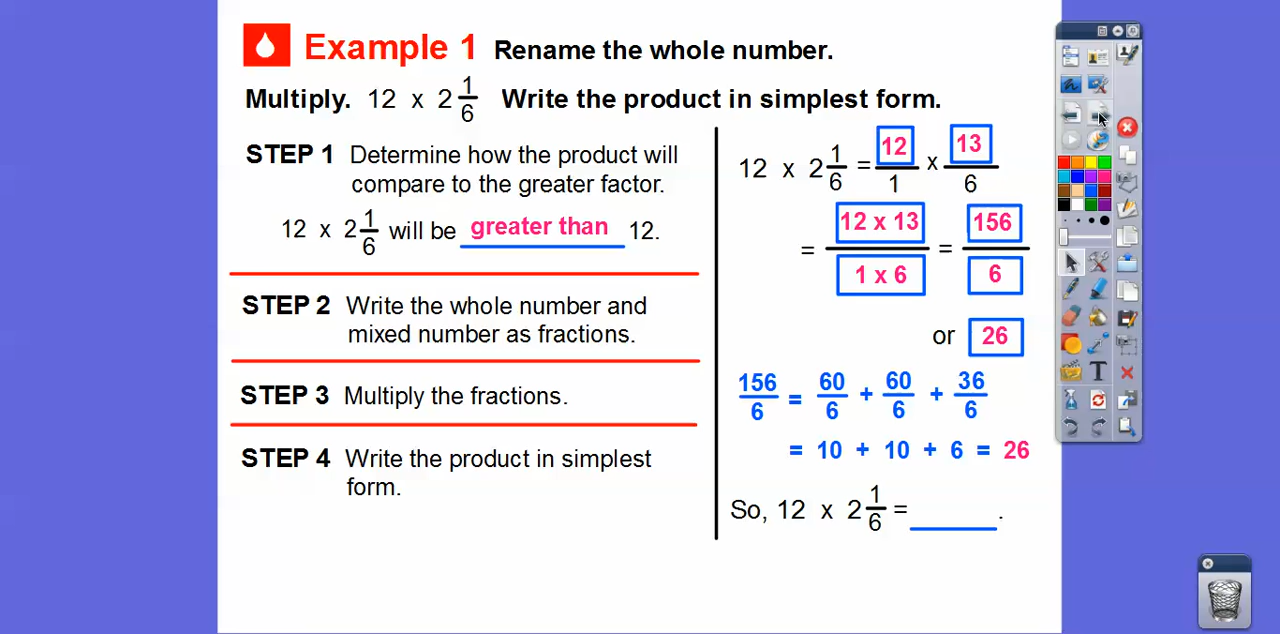 Example 1 Rename the whole number.
Multiply. 12 x 2 1/6 Write the product in simplest form.
STEP 1 Determine how the product will
compare to the greater factor.
12 x 2 1/6 will be greater than 12.
STEP 2 Write the whole number and
mixed number as fractions.
STEP 3 Multiply the fractions.
STEP 4 Write the product in simplest
form.
12 x 2 1/6 = 12/1 x 13/6
= 12 x 13 / 1 x 6 = 156/6
or 26
156/6 = 60/6 + 60/6 + 36/6
= 10 + 10 + 6 = 26
So, 12 x 2 1/6 = ______.